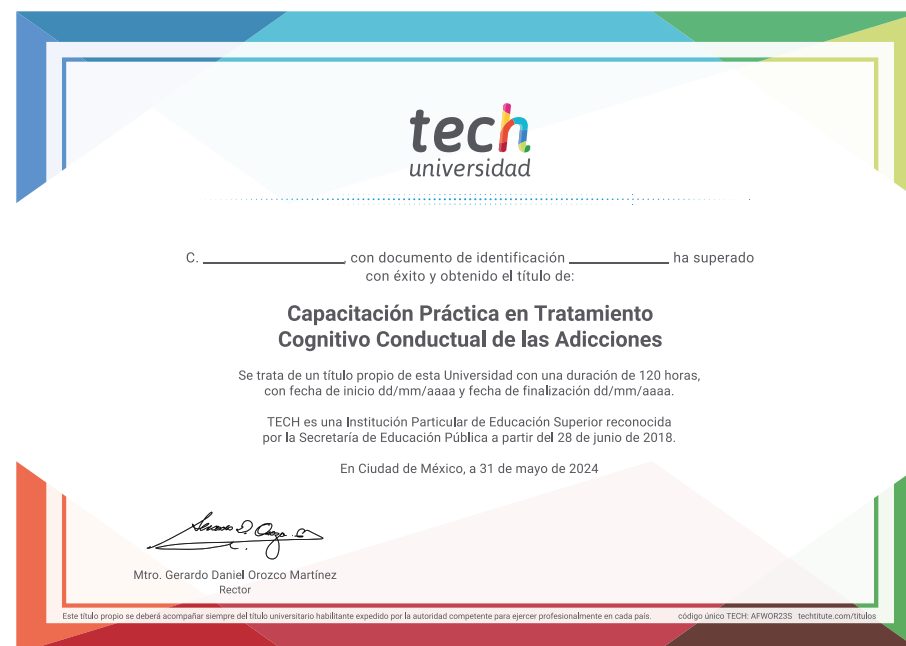 tech
universidad
C. ____________________, con documento de identificación ______________ ha superado
con éxito y obtenido el título de:
Capacitación Práctica en Tratamiento
Cognitivo Conductual de las Adicciones
Se trata de un título propio de esta Universidad con una duración de 120 horas,
con fecha de inicio dd/mm/aaaa y fecha de finalización dd/mm/aaaa.
TECH es una Institución Particular de Educación Superior reconocida
por la Secretaría de Educación Pública a partir del 28 de junio de 2018.
En Ciudad de México, a 31 de mayo de 2024
Mtro. Gerardo Daniel Orozco Martínez
Rector
Este título propio se deberá acompañar siempre del título universitario habilitante expedido por la autoridad competente para ejercer profesionalmente en cada país. código único TECH: AFWOR23S techtitute.com/titulos